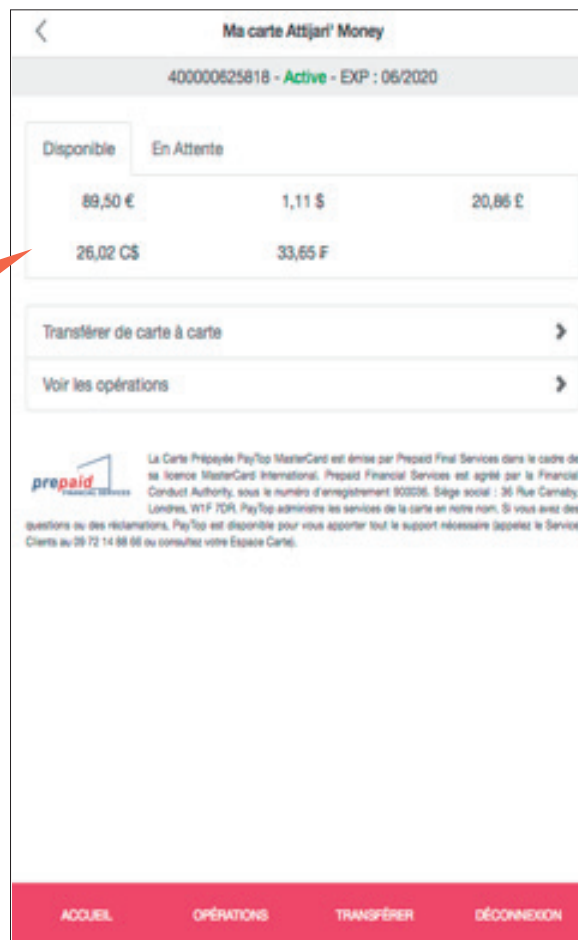 Ma carte Attijari' Money
400000625818 - Active - EXP : 06/2020
Disponible En Attente
89,50 € 1,11 $ 20,86 £
26,02 C$ 33,65 ₣
Transférer de carte à carte
Voir les opérations
prepaid
FINANCIAL SERVICES
La Carte Prépayée PayTop MasterCard est émise par Prepaid Final Services dans le cadre de
sa licence MasterCard International. Prepaid Financial Services est agréé par la Financial
Conduct Authority, sous le numéro d'enregistrement 900036. Siège social : 36 Rue Carnaby,
Londres, W1F 7DR. PayTop administre les services de la carte en notre nom. Si vous avez des
questions ou des réclamations, PayTop est disponible pour vous apporter tout le support nécessaire (appelez le Service
Clients au 09 72 14 88 66 ou consultez votre Espace Carte).
ACCUEIL OPÉRATIONS TRANSFÉRER DÉCONNEXION